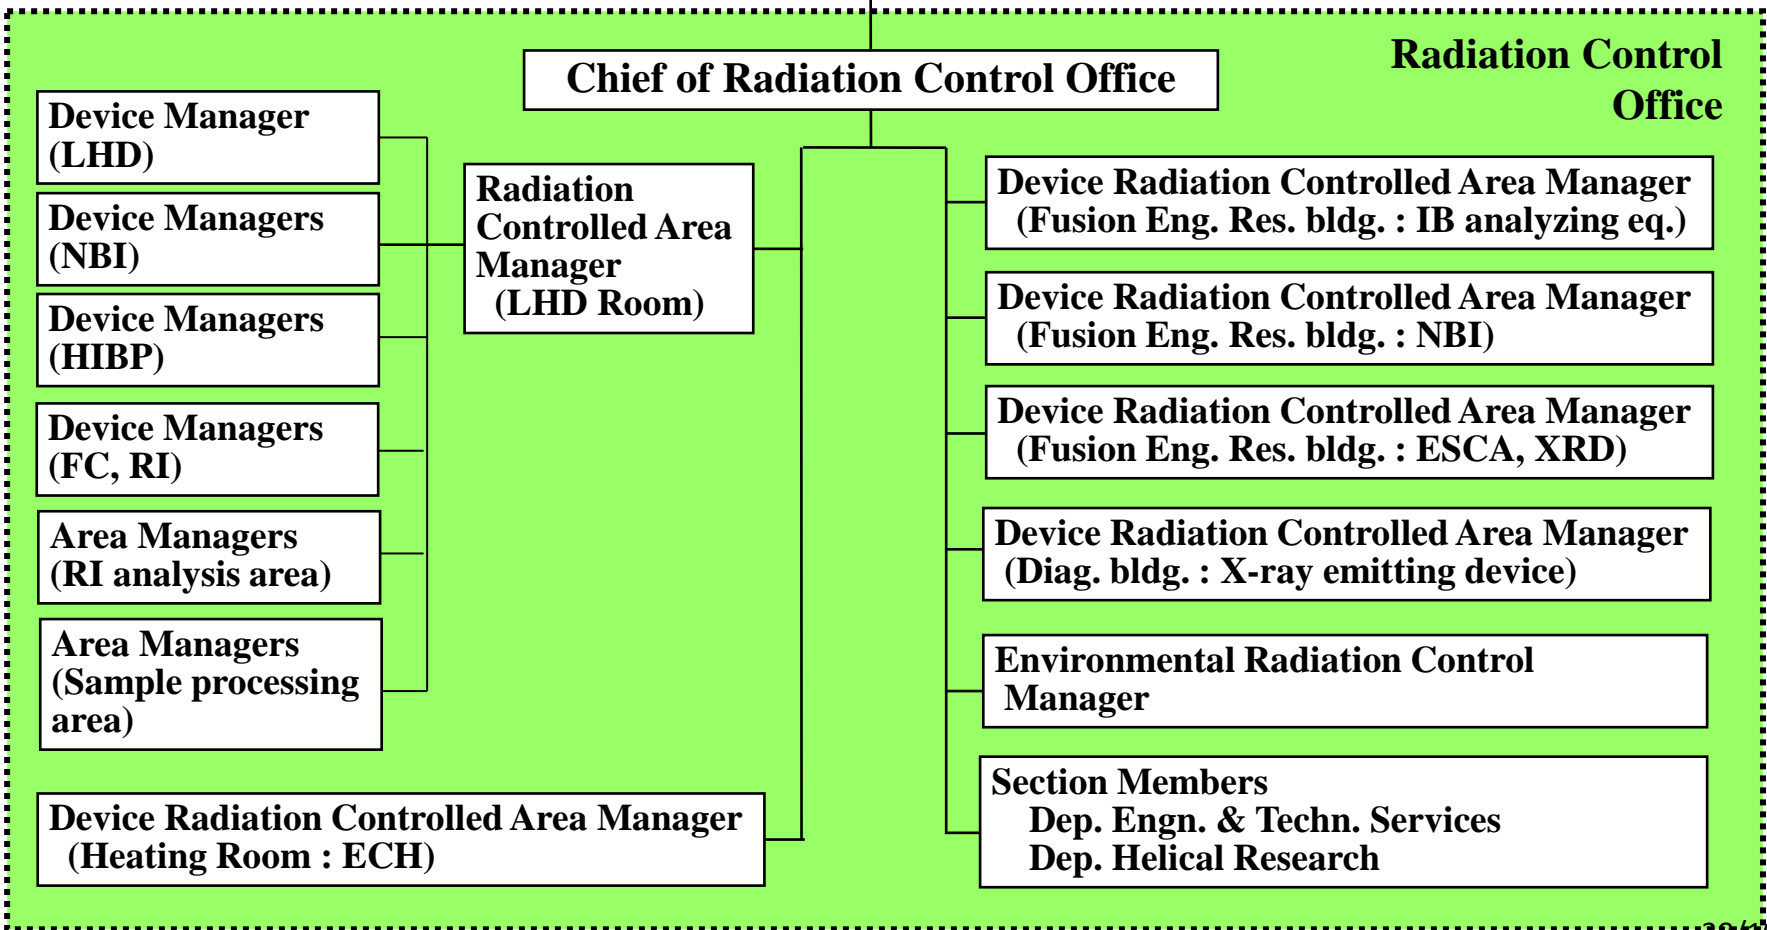 Radiation Control
Office
Chief of Radiation Control Office
Device Manager
(LHD)
Device Managers
(NBI)
Device Managers
(HIBP)
Device Managers
(FC, RI)
Area Managers
(RI analysis area)
Area Managers
(Sample processing
area)
Radiation
Controlled Area
Manager
(LHD Room)
Device Radiation Controlled Area Manager
(Heating Room : ECH)
Device Radiation Controlled Area Manager
(Fusion Eng. Res. bldg. : IB analyzing eq.)
Device Radiation Controlled Area Manager
(Fusion Eng. Res. bldg. : NBI)
Device Radiation Controlled Area Manager
(Fusion Eng. Res. bldg. : ESCA, XRD)
Device Radiation Controlled Area Manager
(Diag. bldg. : X-ray emitting device)
Environmental Radiation Control
Manager
Section Members
Dep. Engn. & Techn. Services
Dep. Helical Research